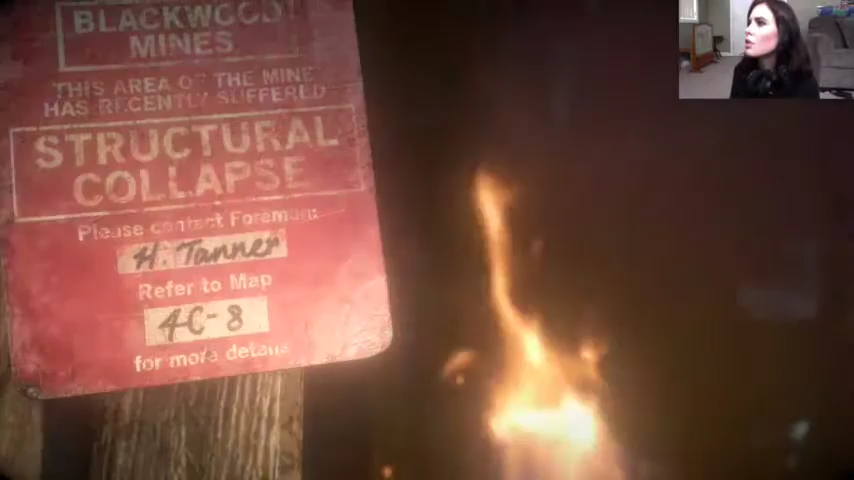 BLACKWOOD
MINES
THIS AREA OF THE MINE
HAS RECENTLY SUFFERED
STRUCTURAL
COLLAPSE
Please contact Foreman:
H. Tanner
Refer to Map
4C-8
for more details